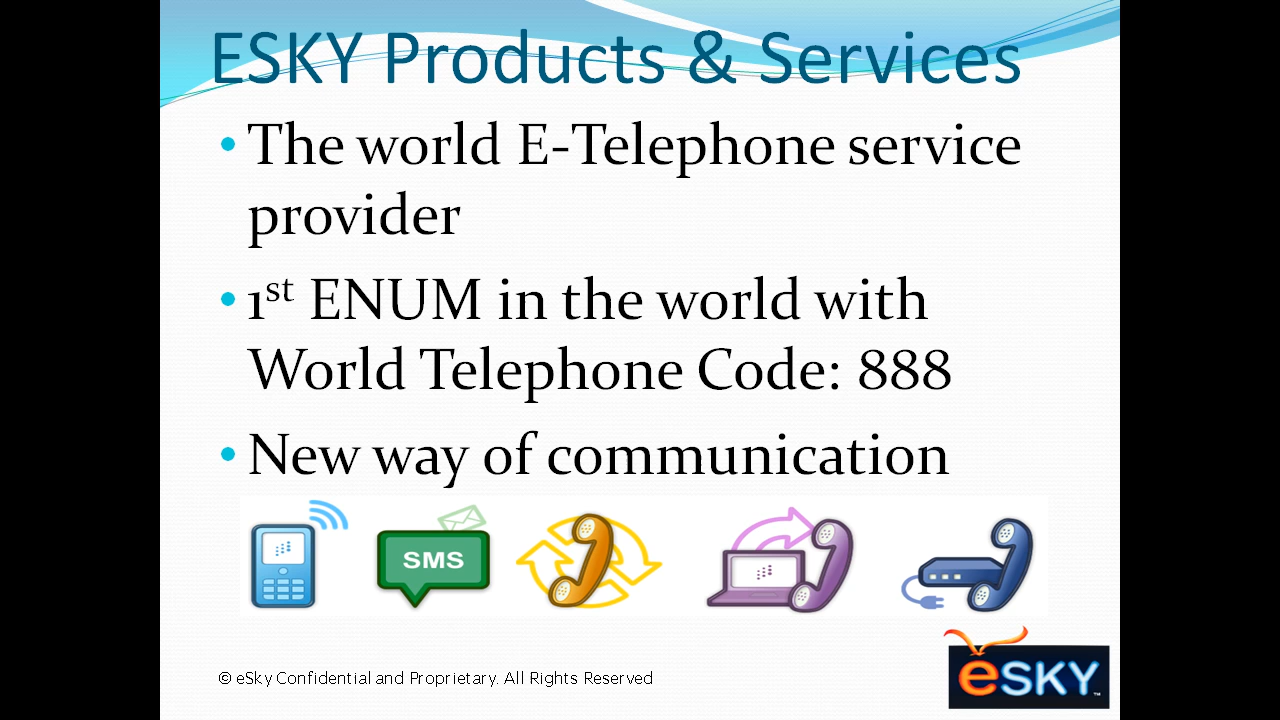 ESKY Products & Services
• The world E-Telephone service
provider
• 1st ENUM in the world with
World Telephone Code: 888
• New way of communication
SMS
© eSky.Confidential and Proprietary. All Rights Reserved
eSKY™